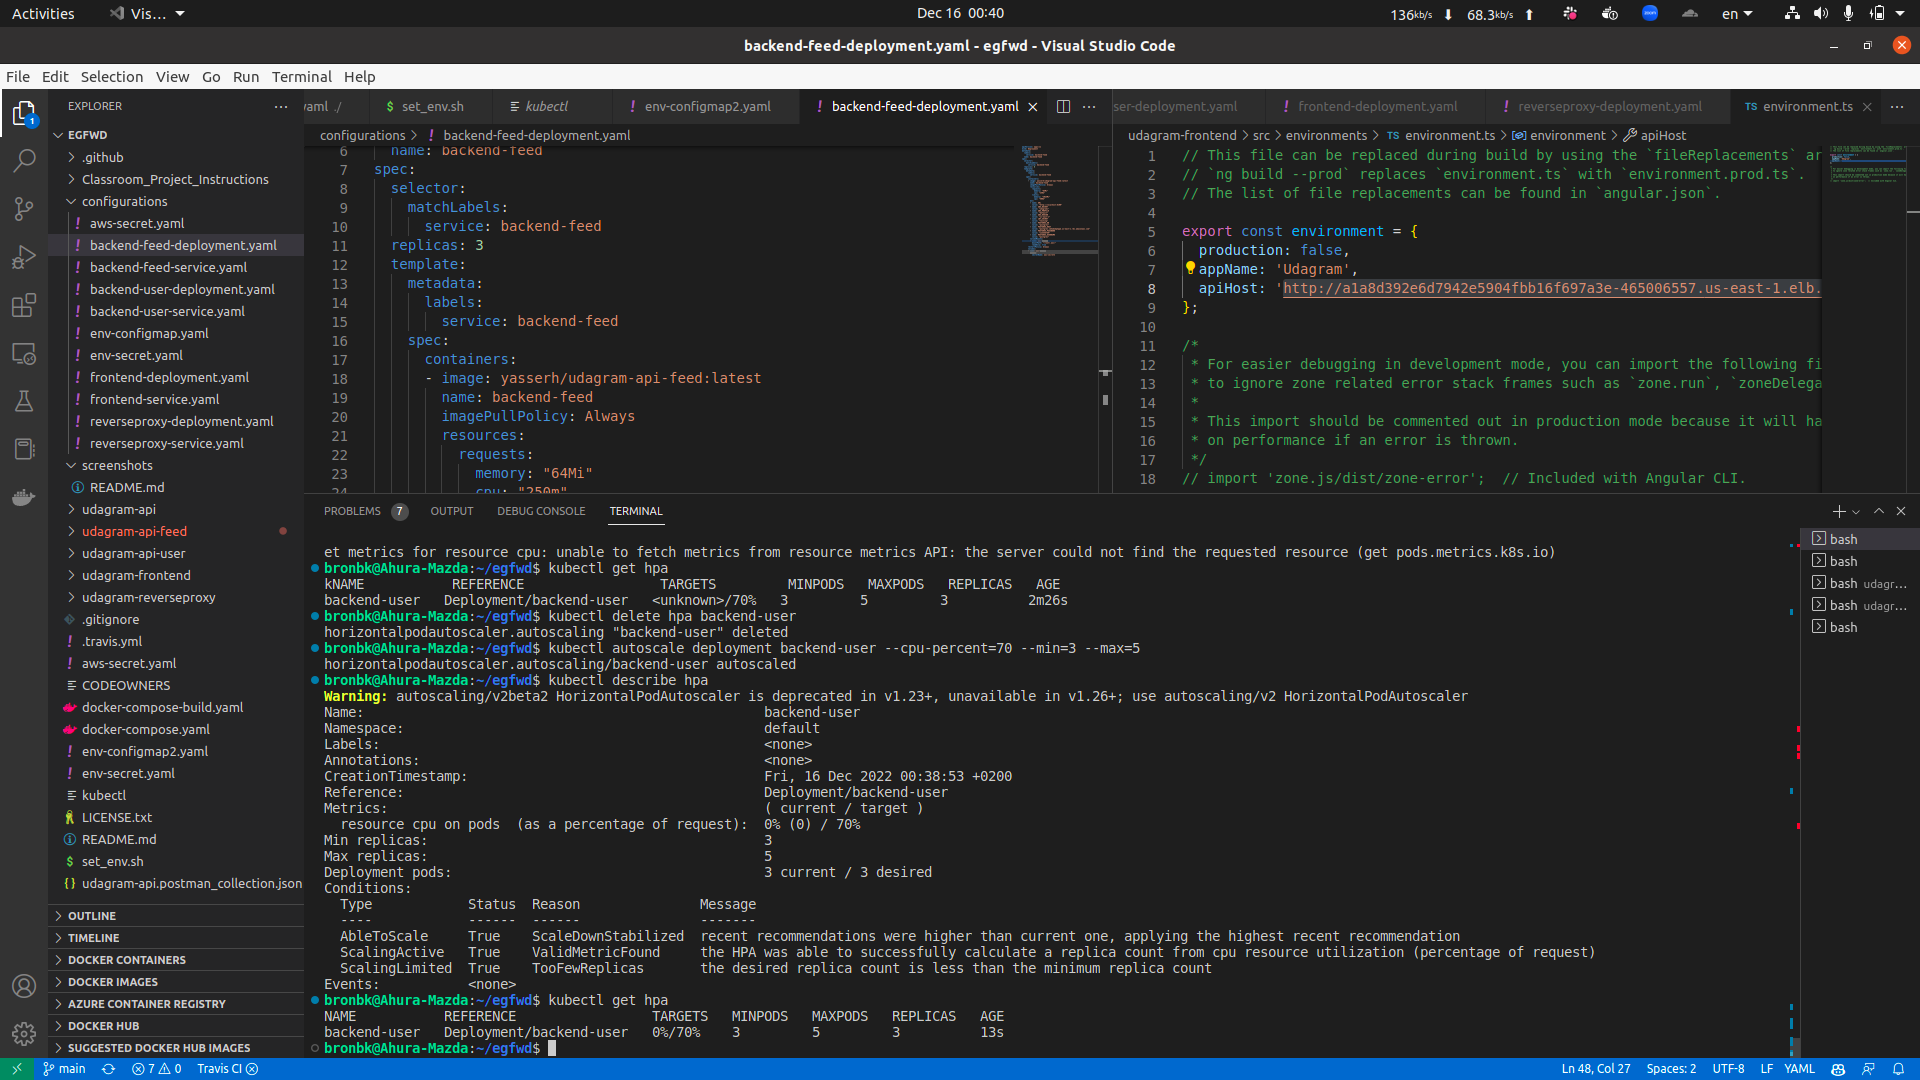 Activities
Vis…
Dec 16 00:40
136kb/s
68.3kb/s
en
backend-feed-deployment.yaml - egfwd - Visual Studio Code
File Edit Selection View Go Run Terminal Help
EXPLORER
1
EGFWD
.github
Classroom_Project_Instructions
configurations
aws-secret.yaml
backend-feed-deployment.yaml
backend-feed-service.yaml
backend-user-deployment.yaml
backend-user-service.yaml
env-configmap.yaml
env-secret.yaml
frontend-deployment.yaml
frontend-service.yaml
reverseproxy-deployment.yaml
reverseproxy-service.yaml
screenshots
README.md
udagram-api
udagram-api-feed
udagram-api-user
udagram-frontend
udagram-reverseproxy
.gitignore
.travis.yml
aws-secret.yaml
CODEOWNERS
docker-compose-build.yaml
docker-compose.yaml
env-configmap2.yaml
env-secret.yaml
kubectl
LICENSE.txt
README.md
set_env.sh
udagram-api.postman_collection.json
OUTLINE
TIMELINE
DOCKER CONTAINERS
DOCKER IMAGES
AZURE CONTAINER REGISTRY
DOCKER HUB
SUGGESTED DOCKER HUB IMAGES
yaml ./
$ set_env.sh
kubectl
! env-configmap2.yaml
! backend-feed-deployment.yaml
configurations > ! backend-feed-deployment.yaml
6 name: backend-feed
7 spec:
8 selector:
9 matchLabels:
10 service: backend-feed
11 replicas: 3
12 template:
13 metadata:
14 labels:
15 service: backend-feed
16 spec:
17 containers:
18 - image: yasserh/udagram-api-feed:latest
19 name: backend-feed
20 imagePullPolicy: Always
21 resources:
22 requests:
23 memory: "64Mi"
24 cpu: "250m"
ser-deployment.yaml
! frontend-deployment.yaml
! reverseproxy-deployment.yaml
TS environment.ts
udagram-frontend > src > environments > TS environment.ts > environment > apiHost
1 // This file can be replaced during build by using the `fileReplacements` ar
2 // `ng build --prod` replaces `environment.ts` with `environment.prod.ts`.
3 // The list of file replacements can be found in `angular.json`.
4
5 export const environment = {
6 production: false,
7 appName: 'Udagram',
8 apiHost: 'http://a1a8d392e6d7942e5904fbb16f697a3e-465006557.us-east-1.elb.
9 };
10
11 /*
12 * For easier debugging in development mode, you can import the following fi
13 * to ignore zone related error stack frames such as `zone.run`, `zoneDelega
14 *
15 * This import should be commented out in production mode because it will ha
16 * on performance if an error is thrown.
17 */
18 // import 'zone.js/dist/zone-error';  // Included with Angular CLI.
PROBLEMS 7 OUTPUT DEBUG CONSOLE TERMINAL
et metrics for resource cpu: unable to fetch metrics from resource metrics API: the server could not find the requested resource (get pods.metrics.k8s.io)
bronbk@Ahura-Mazda:~/egfwd$ kubectl get hpa
kNAME REFERENCE TARGETS MINPODS MAXPODS REPLICAS AGE
backend-user Deployment/backend-user <unknown>/70% 3 5 3 2m26s
bronbk@Ahura-Mazda:~/egfwd$ kubectl delete hpa backend-user
horizontalpodautoscaler.autoscaling "backend-user" deleted
bronbk@Ahura-Mazda:~/egfwd$ kubectl autoscale deployment backend-user --cpu-percent=70 --min=3 --max=5
horizontalpodautoscaler.autoscaling/backend-user autoscaled
bronbk@Ahura-Mazda:~/egfwd$ kubectl describe hpa
Warning: autoscaling/v2beta2 HorizontalPodAutoscaler is deprecated in v1.23+, unavailable in v1.26+; use autoscaling/v2 HorizontalPodAutoscaler
Name: backend-user
Namespace: default
Labels: <none>
Annotations: <none>
CreationTimestamp: Fri, 16 Dec 2022 00:38:53 +0200
Reference: Deployment/backend-user
Metrics: ( current / target )
resource cpu on pods (as a percentage of request): 0% (0) / 70%
Min replicas: 3
Max replicas: 5
Deployment pods: 3 current / 3 desired
Conditions:
Type Status Reason Message
---- ------ ------ -------
AbleToScale True ScaleDownStabilized recent recommendations were higher than current one, applying the highest recent recommendation
ScalingActive True ValidMetricFound the HPA was able to successfully calculate a replica count from cpu resource utilization (percentage of request)
ScalingLimited True TooFewReplicas the desired replica count is less than the minimum replica count
Events: <none>
bronbk@Ahura-Mazda:~/egfwd$ kubectl get hpa
NAME REFERENCE TARGETS MINPODS MAXPODS REPLICAS AGE
backend-user Deployment/backend-user 0%/70% 3 5 3 13s
bronbk@Ahura-Mazda:~/egfwd$
bash
bash
bash udagr…
bash udagr…
bash
main
7 0
Travis CI
Ln 48, Col 27
Spaces: 2
UTF-8
LF
YAML